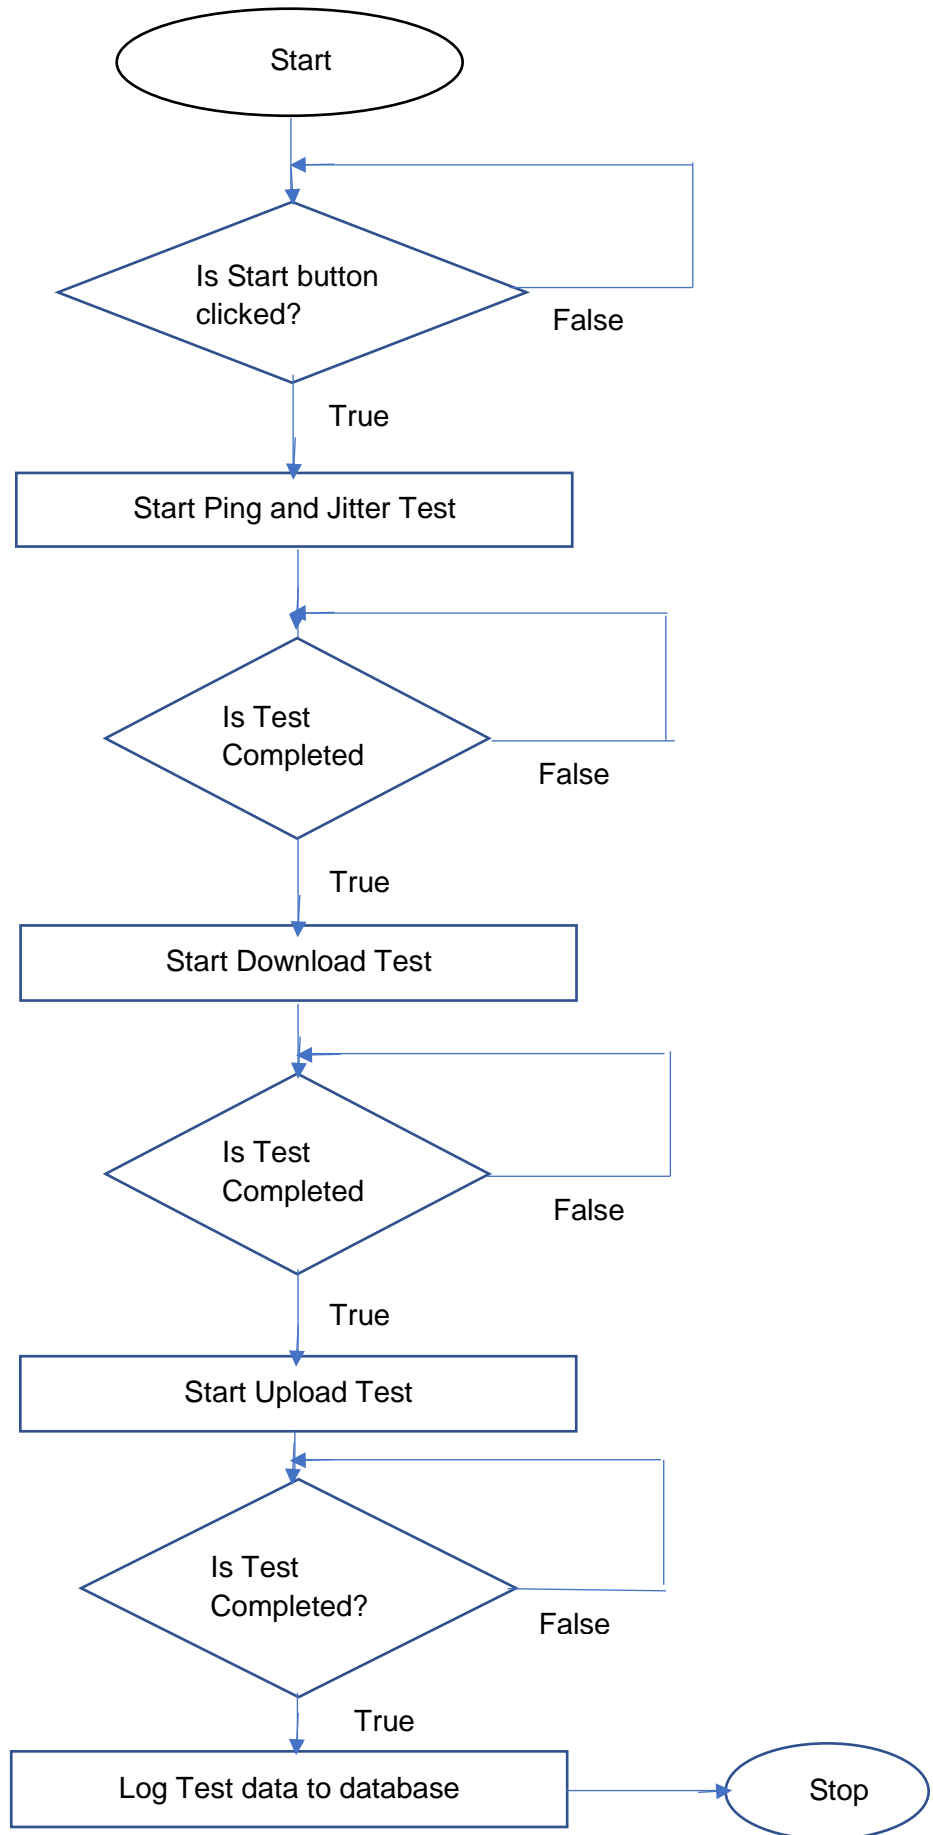 Start
Is Start button
clicked?
False
True
Start Ping and Jitter Test
Is Test
Completed
False
True
Start Download Test
Is Test
Completed
False
True
Start Upload Test
Is Test
Completed?
False
True
Log Test data to database
Stop